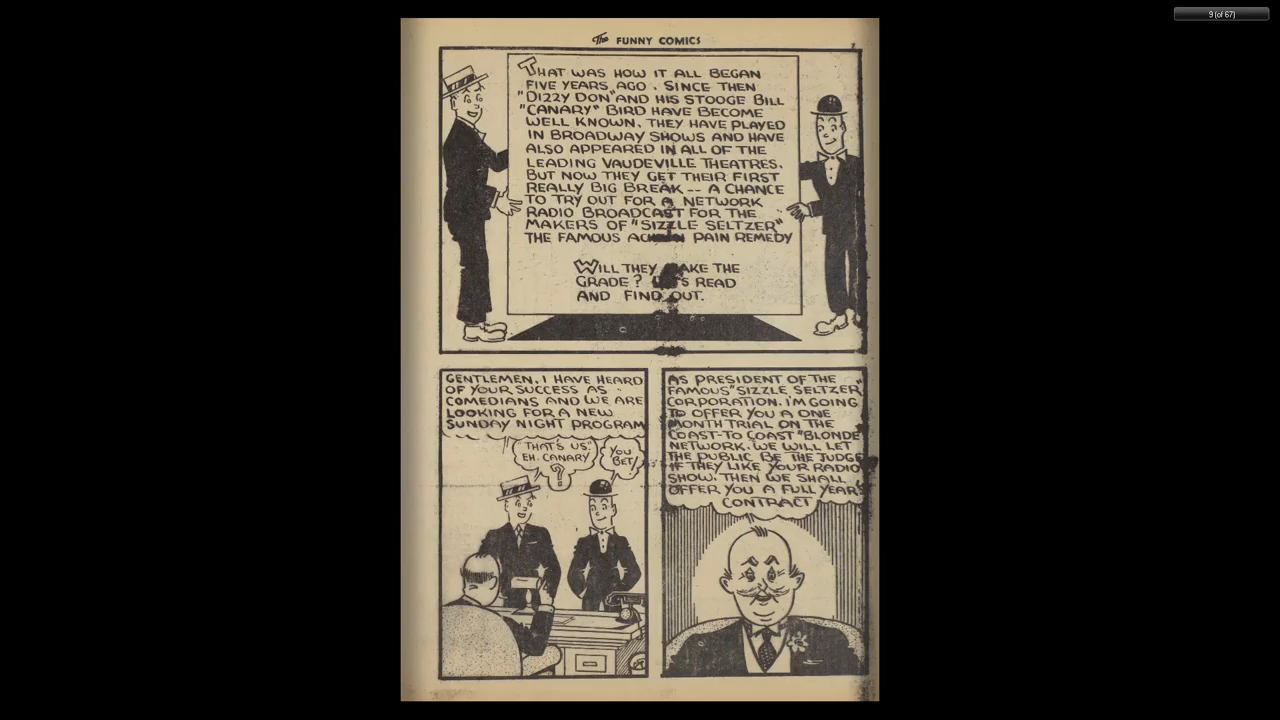 9 (of 67)
The FUNNY COMICS
THAT WAS HOW IT ALL BEGAN
FIVE YEARS AGO. SINCE THEN
"DIZZY DON" AND HIS STOOGE BILL
"CANARY" BIRD HAVE BECOME
WELL KNOWN. THEY HAVE PLAYED
IN BROADWAY SHOWS AND HAVE
ALSO APPEARED IN ALL OF THE
LEADING VAUDEVILLE THEATRES.
BUT NOW THEY GET THEIR FIRST
REALLY BIG BREAK -- A CHANCE
TO TRY OUT FOR A NETWORK
RADIO BROADCAST FOR THE
MAKERS OF "SIZZLE SELTZER"
THE FAMOUS PAIN REMEDY
WILL THEY MAKE THE
GRADE? LET'S READ
AND FIND OUT.
GENTLEMEN, I HAVE HEARD
OF YOUR SUCCESS AS
COMEDIANS AND WE ARE
LOOKING FOR A NEW
SUNDAY NIGHT PROGRAM
"THAT'S US"
EH. CANARY
?
YOU
BET!
AS PRESIDENT OF THE
FAMOUS "SIZZLE SELTZER"
CORPORATION. I'M GOING
TO OFFER YOU A ONE
MONTH TRIAL ON THE
COAST-TO COAST "BLONDE"
NETWORK. WE WILL LET
THE PUBLIC BE THE JUDGE
IF THEY LIKE YOUR RADIO
SHOW. THEN WE SHALL
OFFER YOU A FULL YEARS
CONTRACT